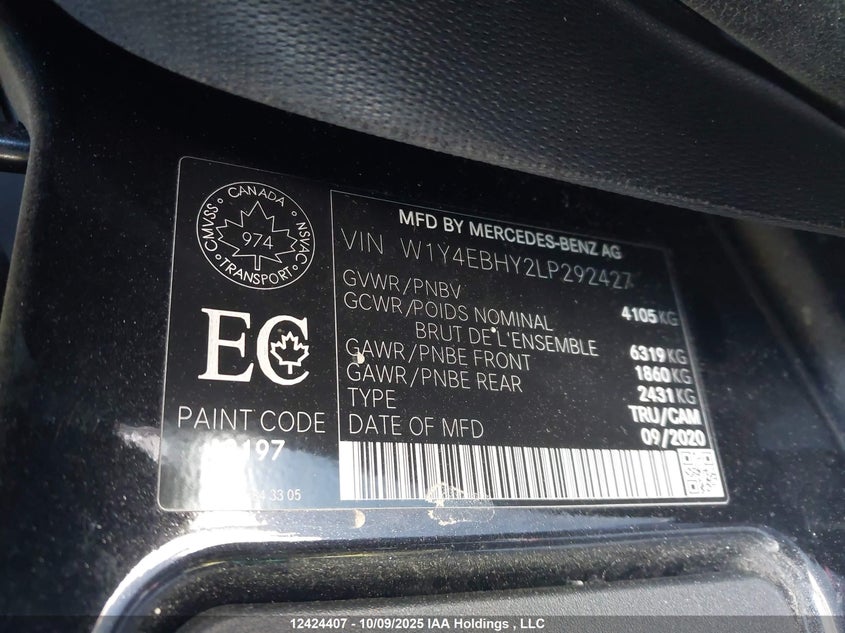 CANADA
CMVSS
NSVAC
974
TRANSPORT
EC
PAINT CODE
3 05
MFD BY MERCEDES-BENZ AG
VIN W1Y4EBHY2LP292427
GVWR/PNBV 4105 KG
GCWR/POIDS NOMINAL
BRUT DE L'ENSEMBLE 6319 KG
GAWR/PNBE FRONT 1860 KG
GAWR/PNBE REAR 2431 KG
TYPE TRU/CAM
DATE OF MFD 09/2020
12424407 - 10/09/2025 IAA Holdings , LLC